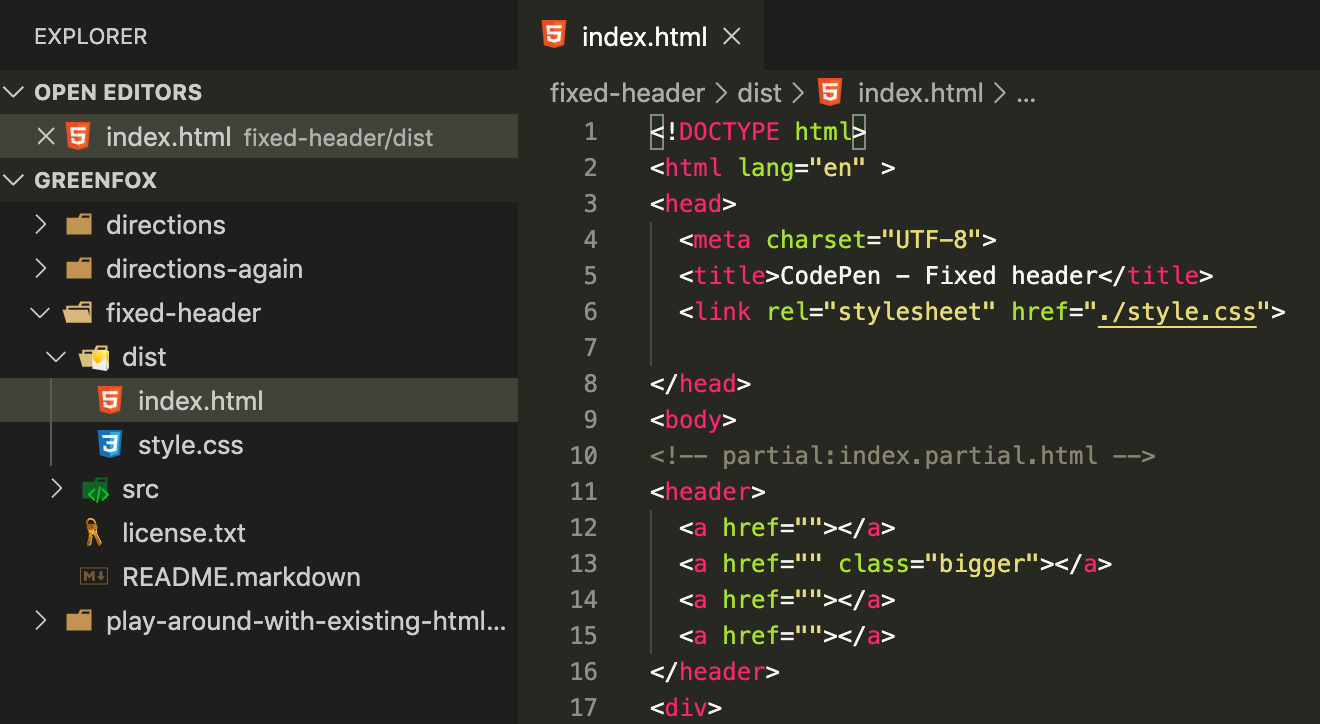 EXPLORER
OPEN EDITORS
index.html fixed-header/dist
GREENFOX
directions
directions-again
fixed-header
dist
index.html
style.css
src
license.txt
README.markdown
play-around-with-existing-html...
index.html
fixed-header > dist > index.html > ...
1 <!DOCTYPE html>
2 <html lang="en" >
3 <head>
4   <meta charset="UTF-8">
5   <title>CodePen - Fixed header</title>
6   <link rel="stylesheet" href="./style.css">
7
8 </head>
9 <body>
10 <!-- partial:index.partial.html -->
11 <header>
12   <a href=""></a>
13   <a href="" class="bigger"></a>
14   <a href=""></a>
15   <a href=""></a>
16 </header>
17 <div>